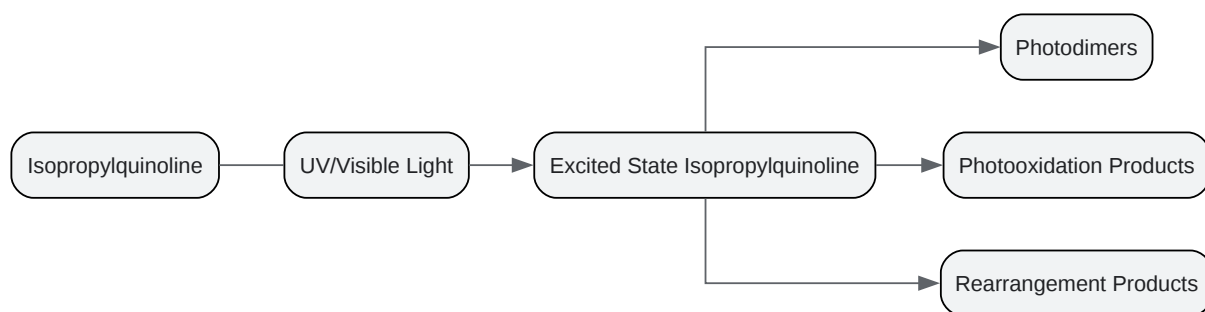 Photodimers
Isopropylquinoline
UV/Visible Light
Excited State Isopropylquinoline
Photooxidation Products
Rearrangement Products